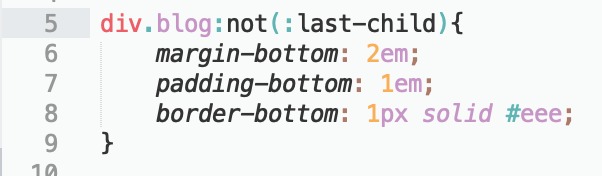 5 div.blog:not(:last-child){
6 margin-bottom: 2em;
7 padding-bottom: 1em;
8 border-bottom: 1px solid #eee;
9 }
10